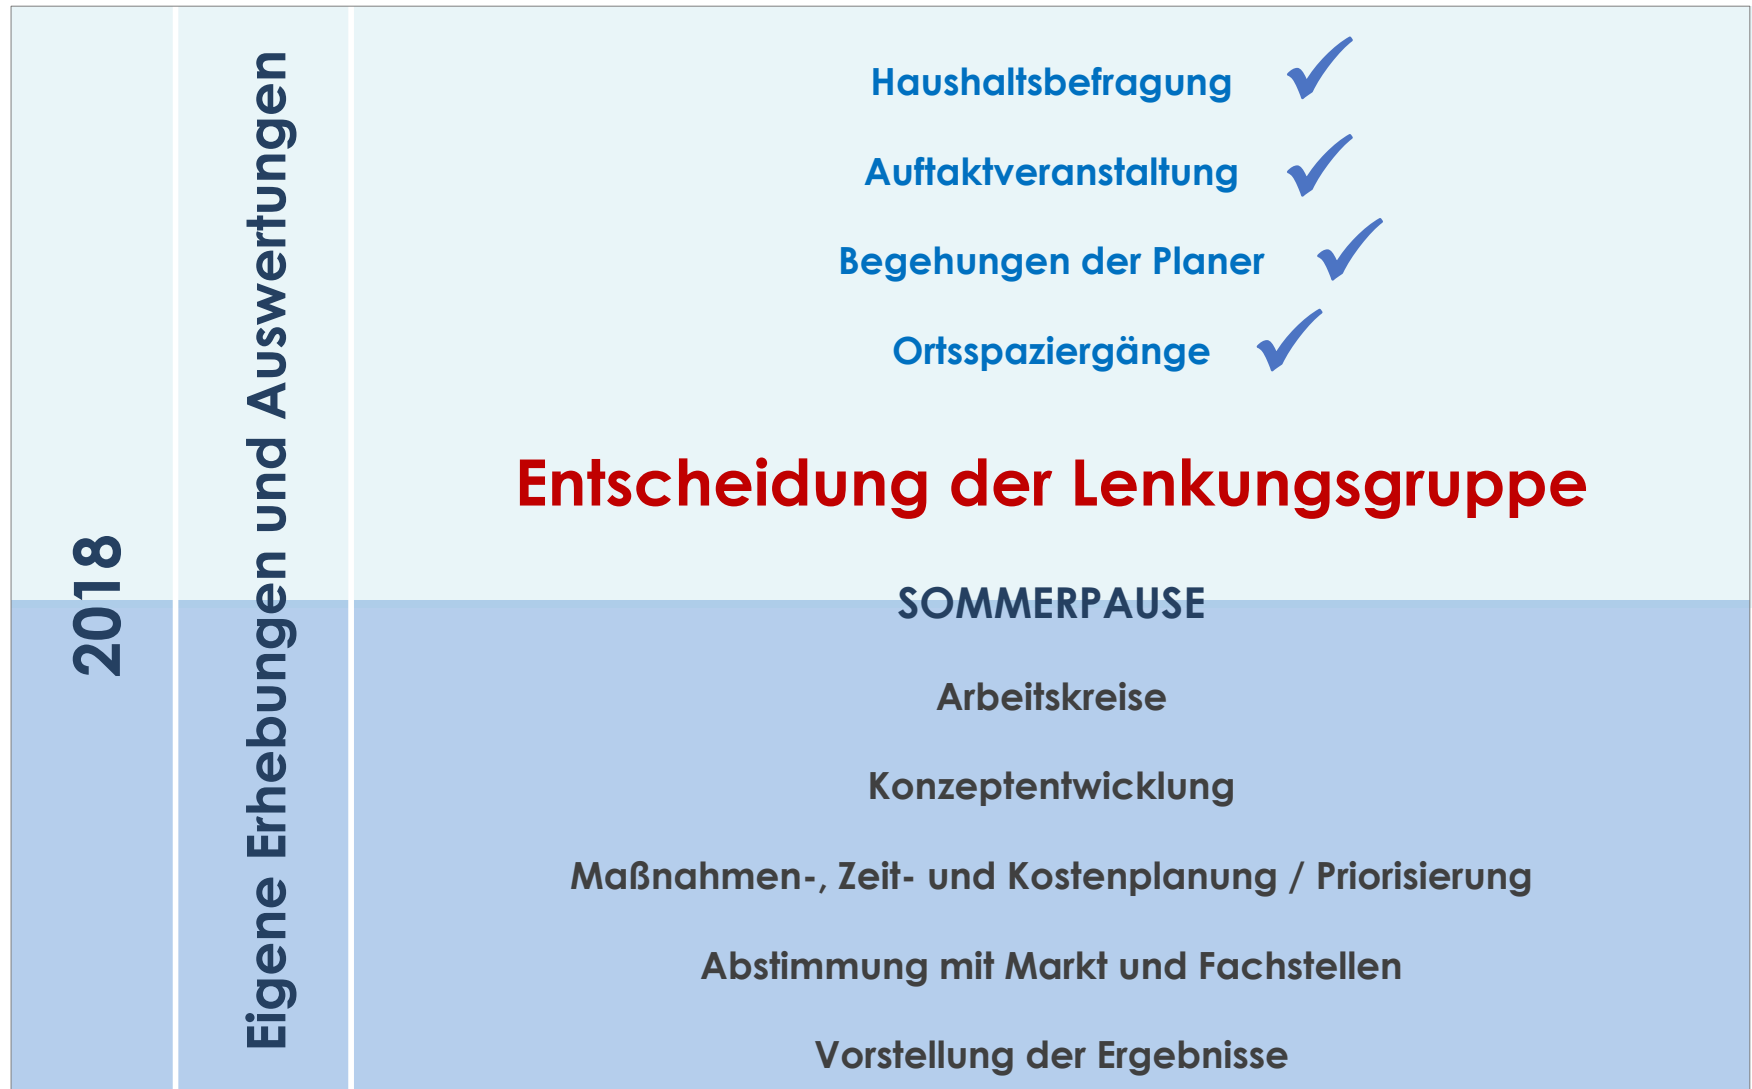 2018
Eigene Erhebungen und Auswertungen
Haushaltsbefragung
Auftaktveranstaltung
Begehungen der Planer
Ortsspaziergänge
Entscheidung der Lenkungsgruppe
SOMMERPAUSE
Arbeitskreise
Konzeptentwicklung
Maßnahmen-, Zeit- und Kostenplanung / Priorisierung
Abstimmung mit Markt und Fachstellen
Vorstellung der Ergebnisse